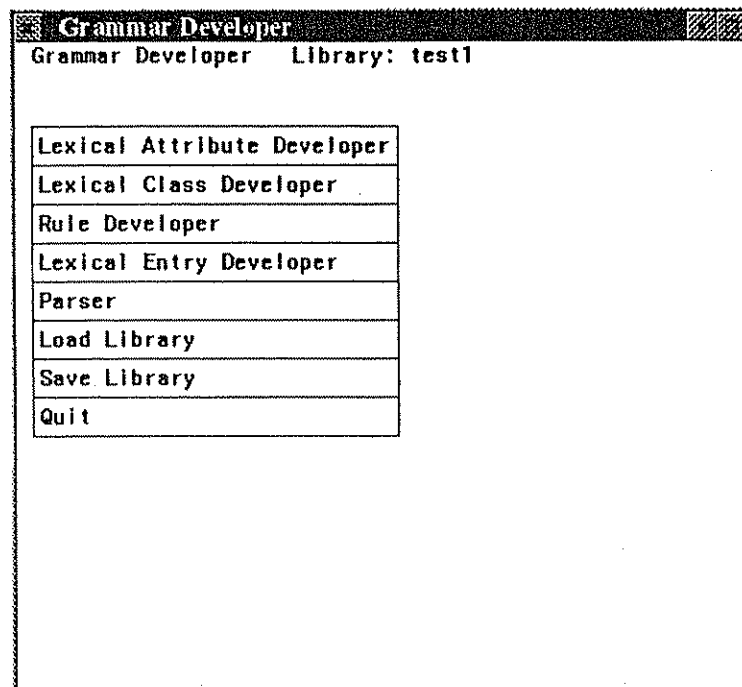 Grammar Developer
Grammar Developer Library: test1
Lexical Attribute Developer
Lexical Class Developer
Rule Developer
Lexical Entry Developer
Parser
Load Library
Save Library
Quit